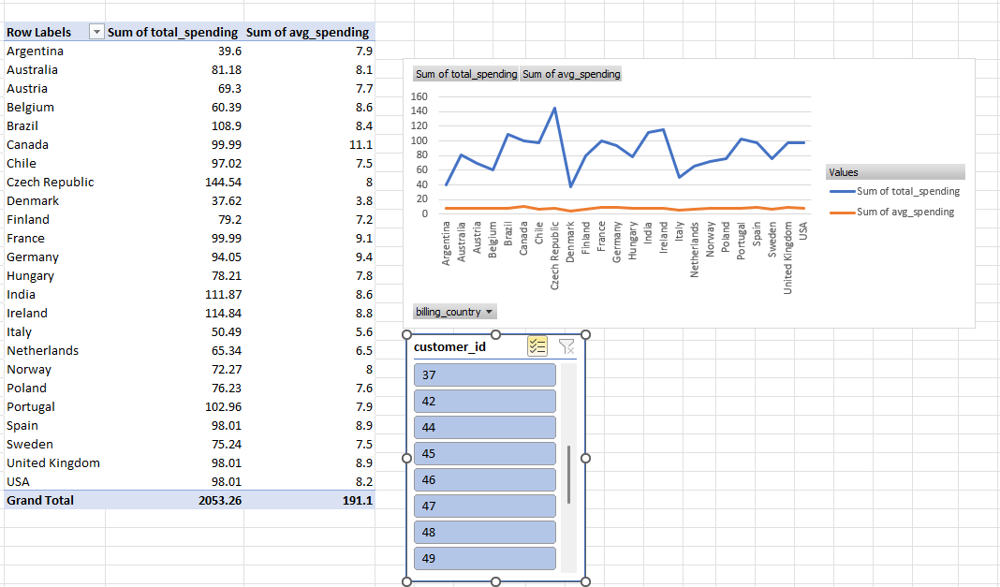 Row Labels Sum of total_spending Sum of avg_spending
Argentina 39.6 7.9
Australia 81.18 8.1
Austria 69.3 7.7
Belgium 60.39 8.6
Brazil 108.9 8.4
Canada 99.99 11.1
Chile 97.02 7.5
Czech Republic 144.54 8
Denmark 37.62 3.8
Finland 79.2 7.2
France 99.99 9.1
Germany 94.05 9.4
Hungary 78.21 7.8
India 111.87 8.6
Ireland 114.84 8.8
Italy 50.49 5.6
Netherlands 65.34 6.5
Norway 72.27 8
Poland 76.23 7.6
Portugal 102.96 7.9
Spain 98.01 8.9
Sweden 75.24 7.5
United Kingdom 98.01 8.9
USA 98.01 8.2
Grand Total 2053.26 191.1
Sum of total_spending Sum of avg_spending
160
140
120
100
80
60
40
20
0
Argentina
Australia
Austria
Belgium
Brazil
Canada
Chile
Czech Republic
Denmark
Finland
France
Germany
Hungary
India
Ireland
Italy
Netherlands
Norway
Poland
Portugal
Spain
Sweden
United Kingdom
USA
Values
Sum of total_spending
Sum of avg_spending
billing_country
customer_id
37
42
44
45
46
47
48
49